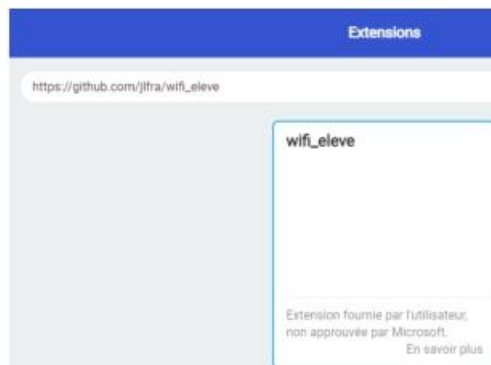 Extensions
https://github.com/jlfra/wifi_eleve
wifi_eleve
Extension fournie par l'utilisateur,
non approuvée par Microsoft.
En savoir plus